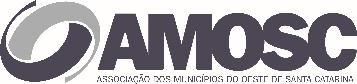 AMOSC
ASSOCIAÇÃO DOS MUNICÍPIOS DO OESTE DE SANTA CATARINA